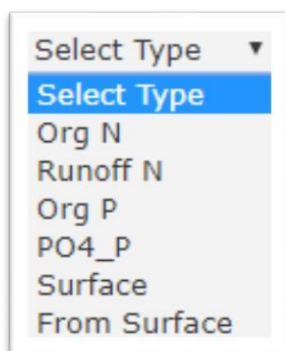 Select Type ▼
Select Type
Org N
Runoff N
Org P
PO4_P
Surface
From Surface